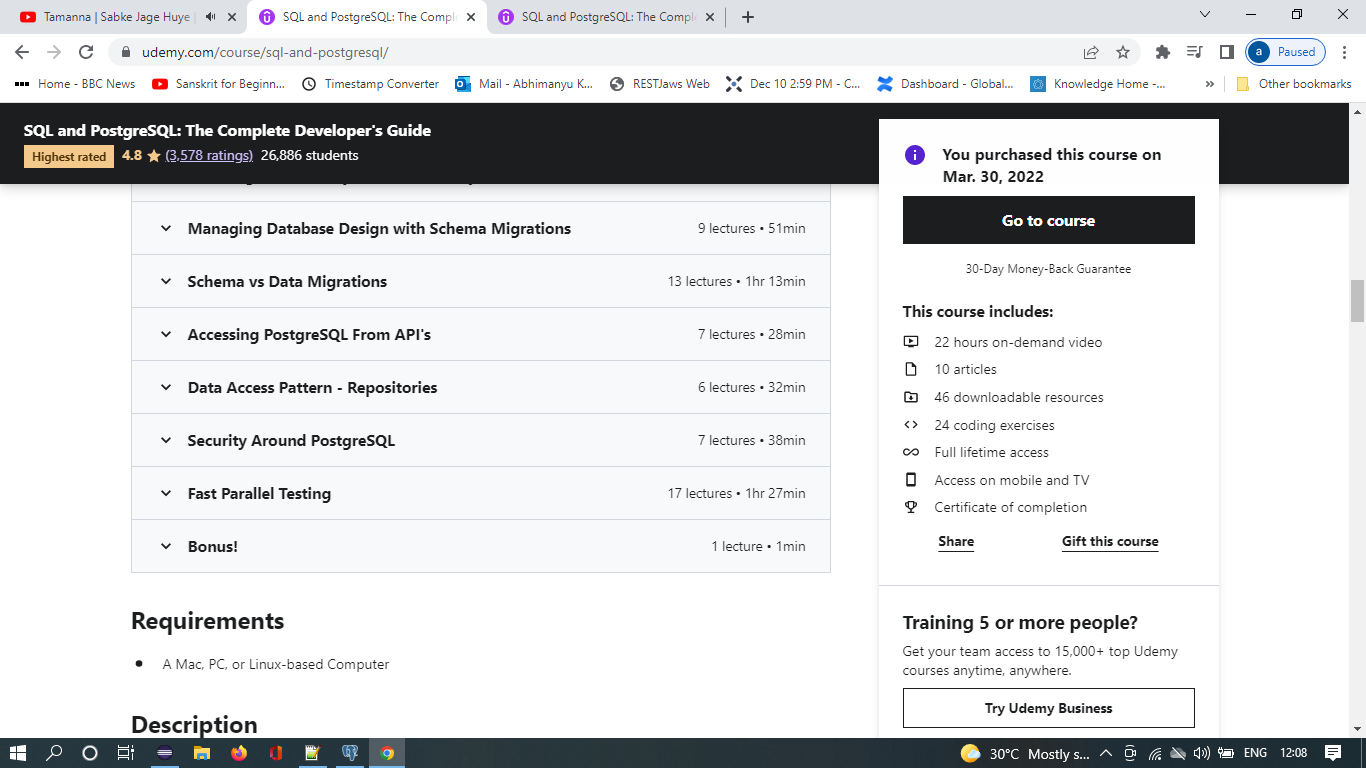 Tamanna | Sabke Jage Huye
SQL and PostgreSQL: The Comple
SQL and PostgreSQL: The Comple
udemy.com/course/sql-and-postgresql/
a Paused
Home - BBC News
Sanskrit for Beginn...
Timestamp Converter
Mail - Abhimanyu K...
RESTJaws Web
Dec 10 2:59 PM - C...
Dashboard - Global...
Knowledge Home -...
»
Other bookmarks
SQL and PostgreSQL: The Complete Developer's Guide
Highest rated 4.8 (3,578 ratings) 26,886 students
Managing Database Design with Schema Migrations 9 lectures • 51min
Schema vs Data Migrations 13 lectures • 1hr 13min
Accessing PostgreSQL From API's 7 lectures • 28min
Data Access Pattern - Repositories 6 lectures • 32min
Security Around PostgreSQL 7 lectures • 38min
Fast Parallel Testing 17 lectures • 1hr 27min
Bonus! 1 lecture • 1min
Requirements
• A Mac, PC, or Linux-based Computer
Description
You purchased this course on
Mar. 30, 2022
Go to course
30-Day Money-Back Guarantee
This course includes:
22 hours on-demand video
10 articles
46 downloadable resources
24 coding exercises
Full lifetime access
Access on mobile and TV
Certificate of completion
Share Gift this course
Training 5 or more people?
Get your team access to 15,000+ top Udemy
courses anytime, anywhere.
Try Udemy Business
30°C Mostly s... ENG 12:08